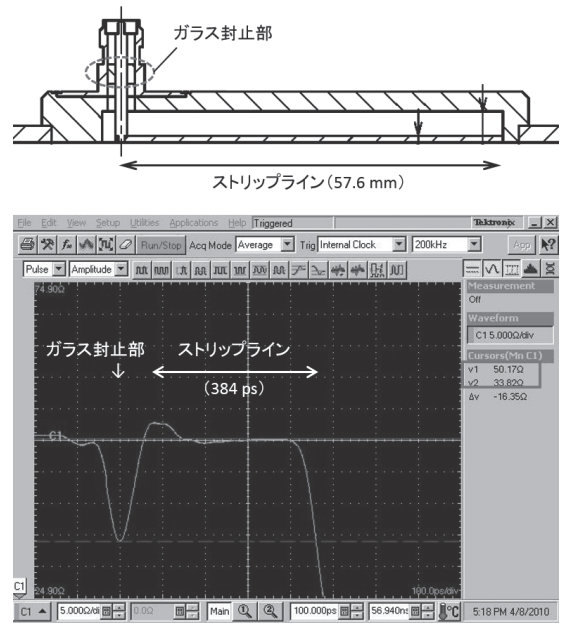 ガラス封止部
ストリップライン(57.6 mm)
File Edit View Setup Utilities Applications Help Triggered
Tektronix
Run/Stop Acq Mode Average Trig Internal Clock 200kHz App
Pulse Amplitude
74.90Ω
Measurement
Off
Waveform
C1 5.000Ω/div
Cursors(Mn C1)
v1 50.17Ω
v2 33.82Ω
Δv -16.35Ω
ガラス封止部
ストリップライン
(384 ps)
C1
24.90Ω
100.0ps/div
C1
C1 5.000Ω/di 0.0Ω Main 100.000ps 56.940ns °C 5:18 PM 4/8/2010